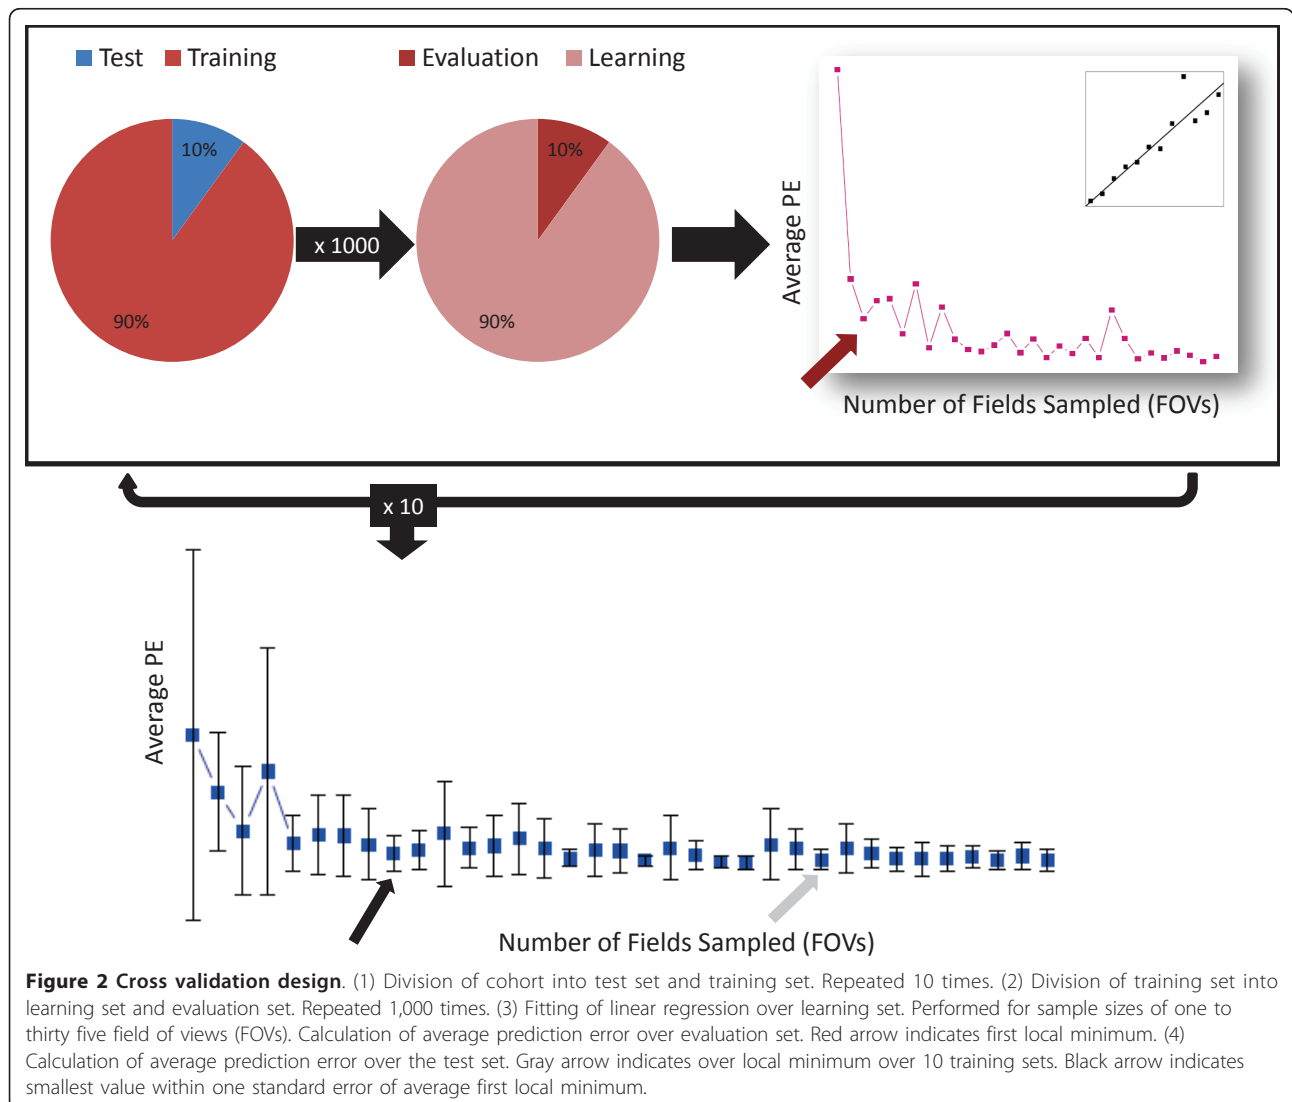 Test Training
Evaluation Learning
10%
90%
x 1000
10%
90%
Average PE
Number of Fields Sampled (FOVs)
x 10
Average PE
Number of Fields Sampled (FOVs)
Figure 2 Cross validation design. (1) Division of cohort into test set and training set. Repeated 10 times. (2) Division of training set into
learning set and evaluation set. Repeated 1,000 times. (3) Fitting of linear regression over learning set. Performed for sample sizes of one to
thirty five field of views (FOVs). Calculation of average prediction error over evaluation set. Red arrow indicates first local minimum. (4)
Calculation of average prediction error over the test set. Gray arrow indicates over local minimum over 10 training sets. Black arrow indicates
smallest value within one standard error of average first local minimum.